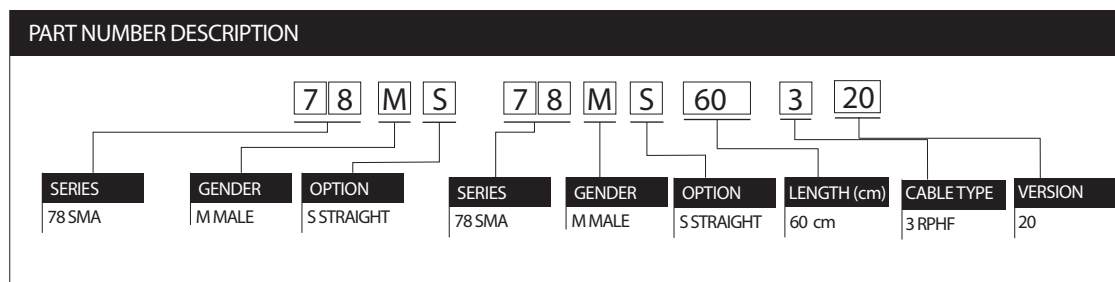 PART NUMBER DESCRIPTION
7 8 M S 7 8 M S 60 3 20
SERIES GENDER OPTION SERIES GENDER OPTION LENGTH (cm) CABLE TYPE VERSION
78 SMA M MALE S STRAIGHT 78 SMA M MALE S STRAIGHT 60 cm 3 RPHF 20